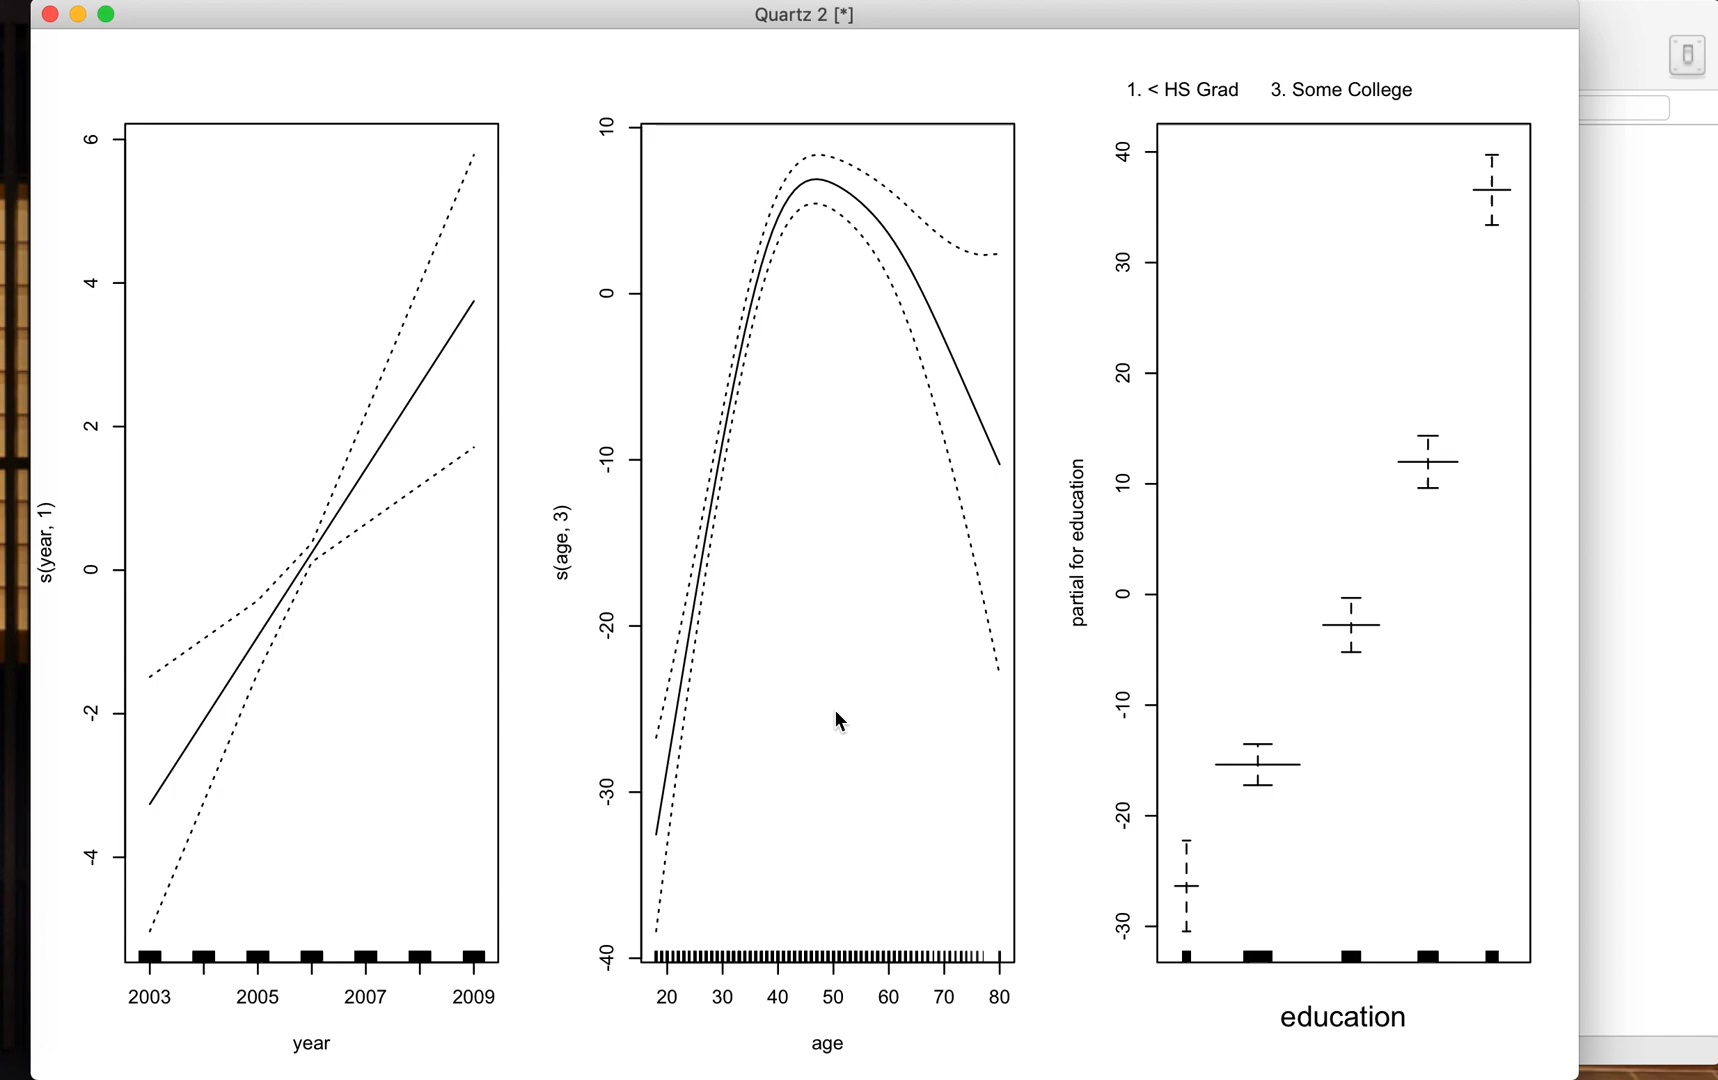 Quartz 2 [*]
1. < HS Grad 3. Some College
s(year, 1)
6
4
2
0
-2
-4
2003 2005 2007 2009
year
s(age, 3)
10
0
-10
-20
-30
-40
20 30 40 50 60 70 80
age
partial for education
40
30
20
10
0
-10
-20
-30
education